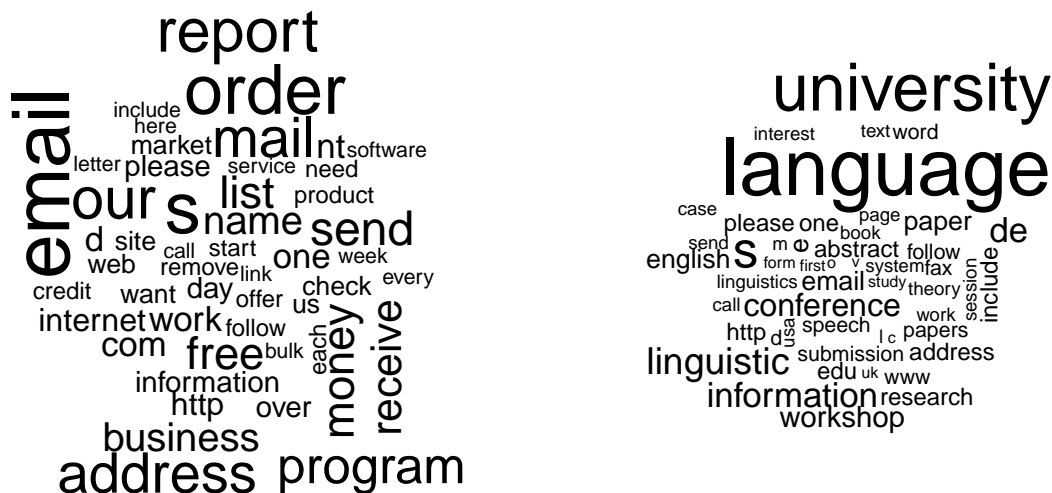 report
order
email
include
here
market
mail
nt
software
letter
please
service
need
our
s
list
product
name
send
d
site
call
start
one
week
web
remove
link
check
every
credit
want
day
offer
us
internet
work
follow
each
money
receive
com
free
bulk
information
http
over
business
address
program
university
interest
text
word
language
case
please
one
page
paper
book
de
send
s
m
e
abstract
follow
english
form
first
o
v
system
fax
linguistics
email
study
theory
session
include
call
conference
work
http
d
usa
speech
l
c
papers
linguistic
submission
address
edu
uk
www
information
research
workshop